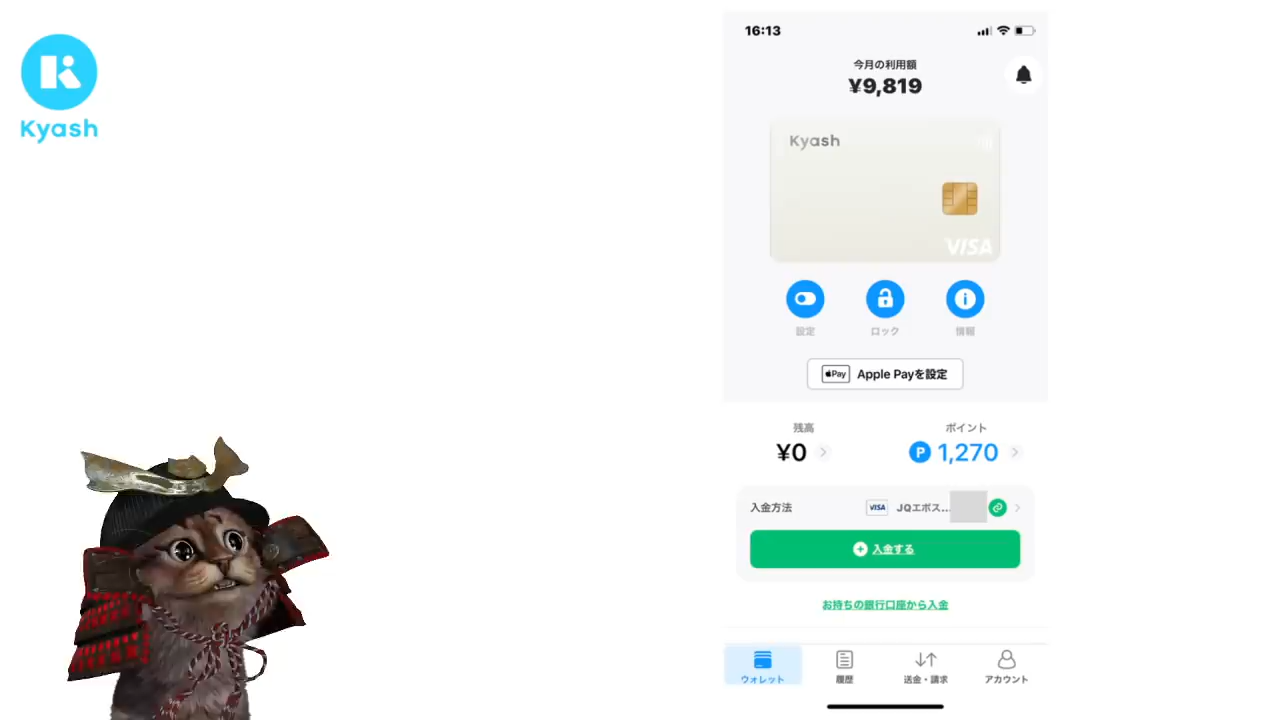 Kyash
16:13
今月の利用額
¥9,819
Kyash
VISA
設定
ロック
情報
Pay Apple Payを設定
残高
ポイント
¥0
P 1,270
入金方法
VISA JQエポス...
入金する
お持ちの銀行口座から入金
ウォレット
履歴
送金・請求
アカウント